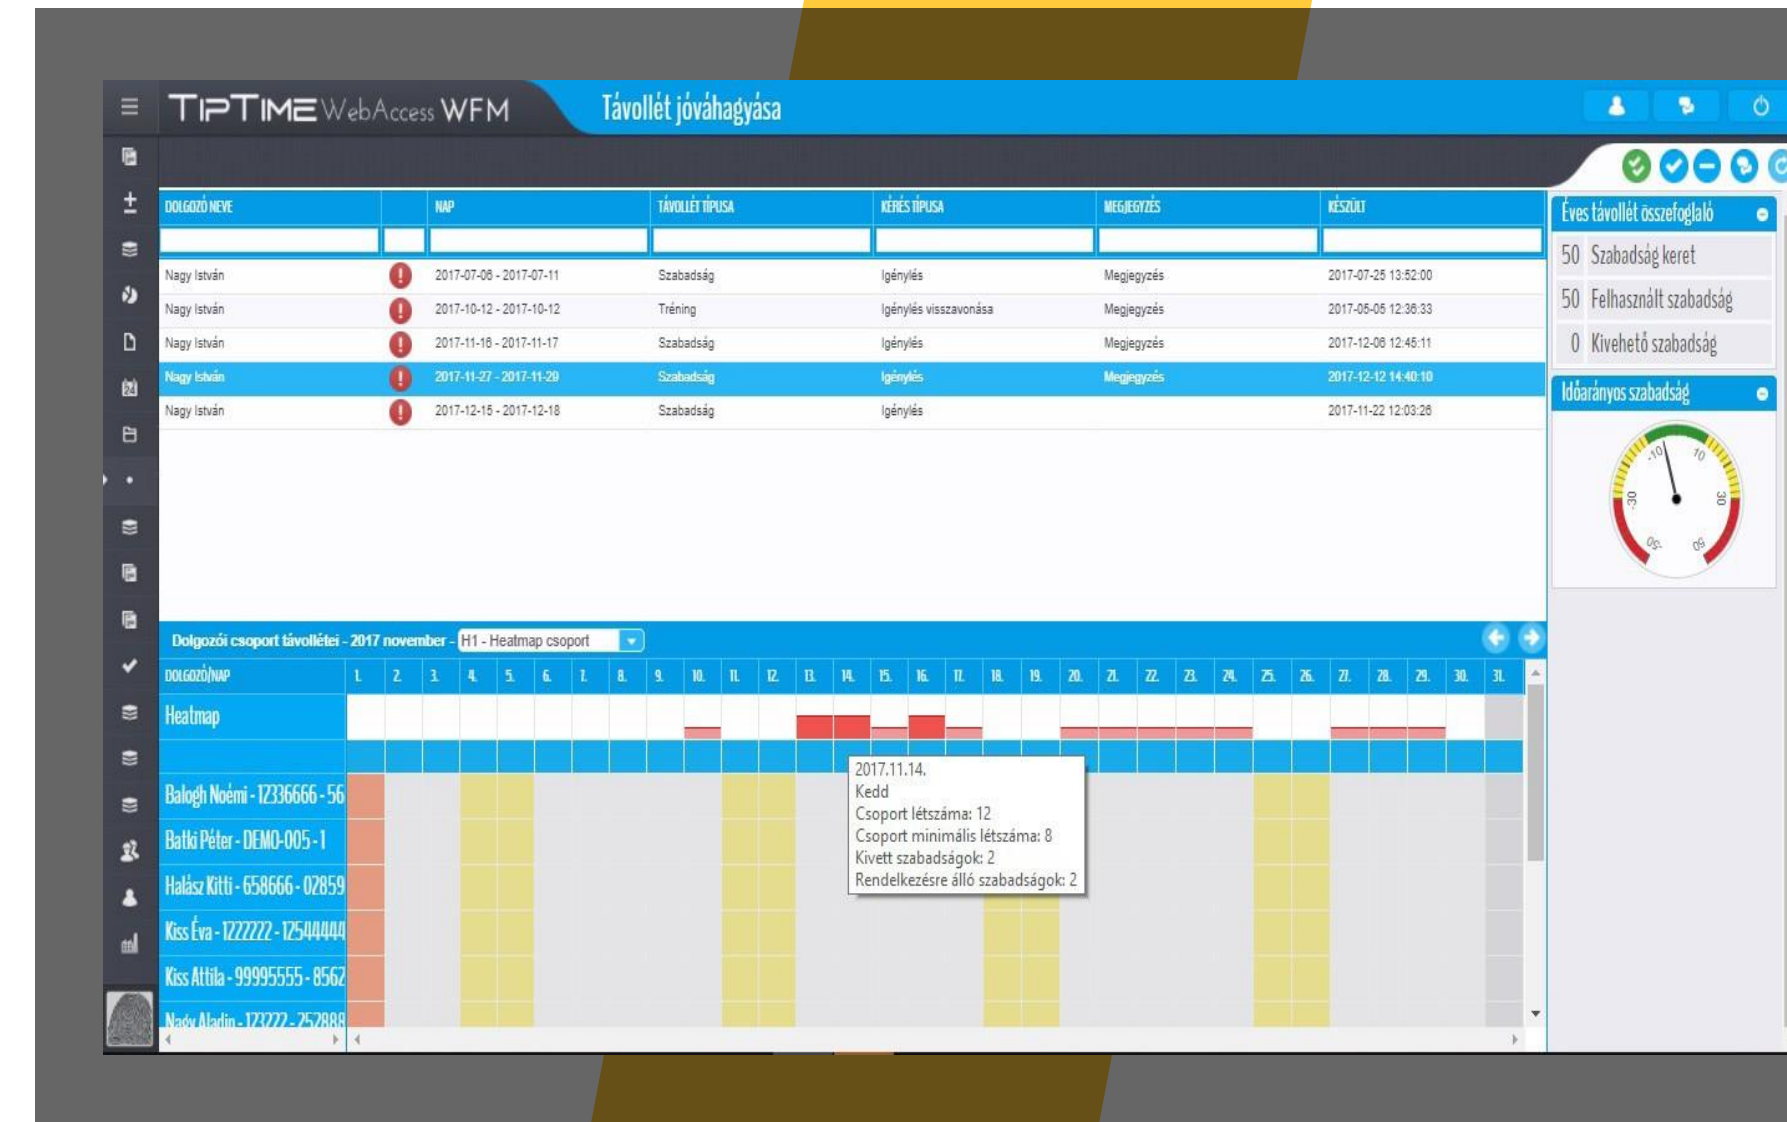 TIPTIME WebAccess WFM
Távollét jóváhagyása
DOLGOZÓ NEVE NAP TÁVOLLÉT TÍPUSA KÉRÉS TÍPUSA MEGJEGYZÉS KÉSZÜLT
Nagy István 2017-07-06 - 2017-07-11 Szabadság Igénylés Megjegyzés 2017-07-25 13:52:00
Nagy István 2017-10-12 - 2017-10-12 Tréning Igénylés visszavonása Megjegyzés 2017-05-05 12:36:33
Nagy István 2017-11-16 - 2017-11-17 Szabadság Igénylés Megjegyzés 2017-12-06 12:45:11
Nagy István 2017-11-27 - 2017-11-29 Szabadság Igénylés Megjegyzés 2017-12-12 14:40:10
Nagy István 2017-12-15 - 2017-12-18 Szabadság Igénylés 2017-11-22 12:03:26
Éves távollét összefoglaló
50 Szabadság keret
50 Felhasznált szabadság
0 Kivehető szabadság
Időarányos szabadság
-10 10
-30 30
-50 50
Dolgozói csoport távollétei - 2017 november - H1 - Heatmap csoport
DOLGOZÓ/NAP 1. 2. 3. 4. 5. 6. 7. 8. 9. 10. 11. 12. 13. 14. 15. 16. 17. 18. 19. 20. 21. 22. 23. 24. 25. 26. 27. 28. 29. 30. 31.
Heatmap
2017.11.14.
Kedd
Csoport létszáma: 12
Csoport minimális létszáma: 8
Kivett szabadságok: 2
Rendelkezésre álló szabadságok: 2
Balogh Noémi - 12336666 - 56
Batki Péter - DEMO-005 - 1
Halász Kitti - 658666 - 02859
Kiss Éva - 1222222 - 12544444
Kiss Attila - 99995555 - 8562
Nagy Aladin - 123222 - 252888